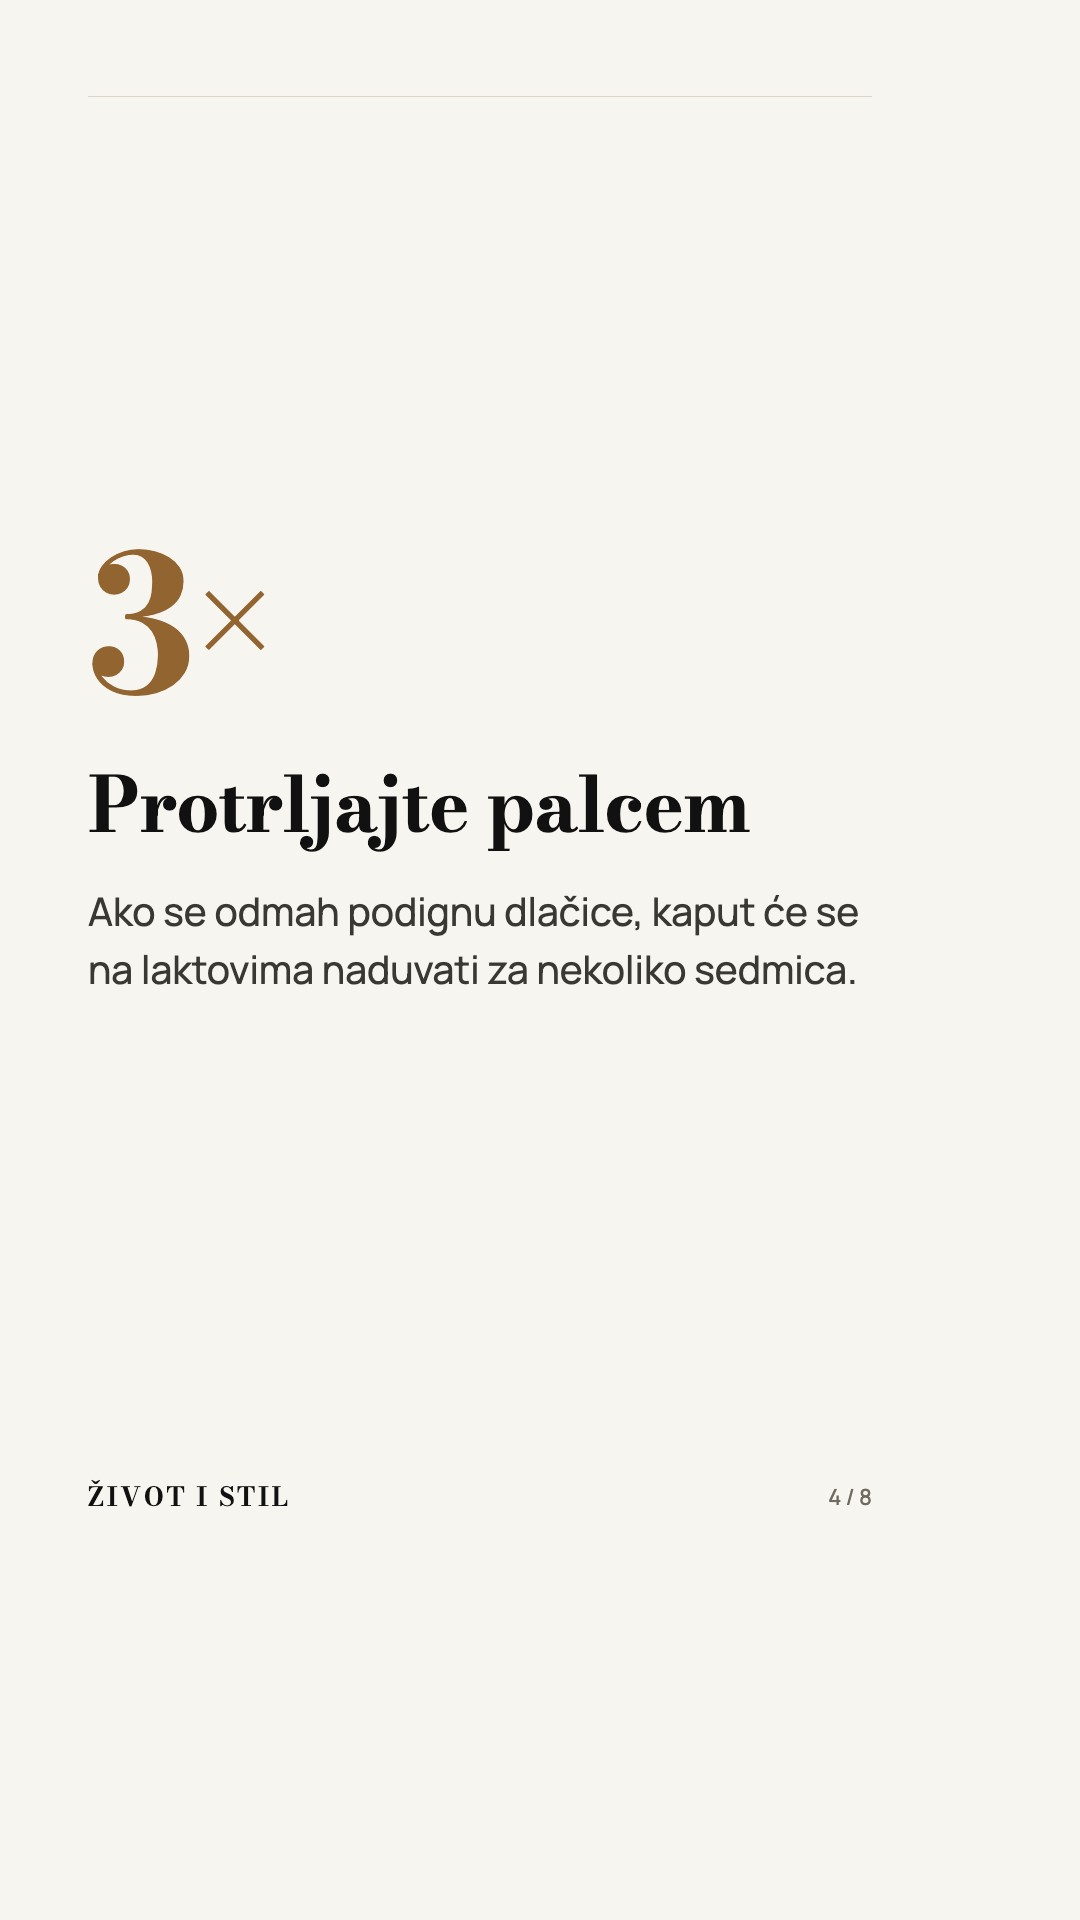 3×
Protrljajte palcem
Ako se odmah podignu dlačice, kaput će se
na laktovima naduvati za nekoliko sedmica.
ŽIVOT I STIL
4 / 8